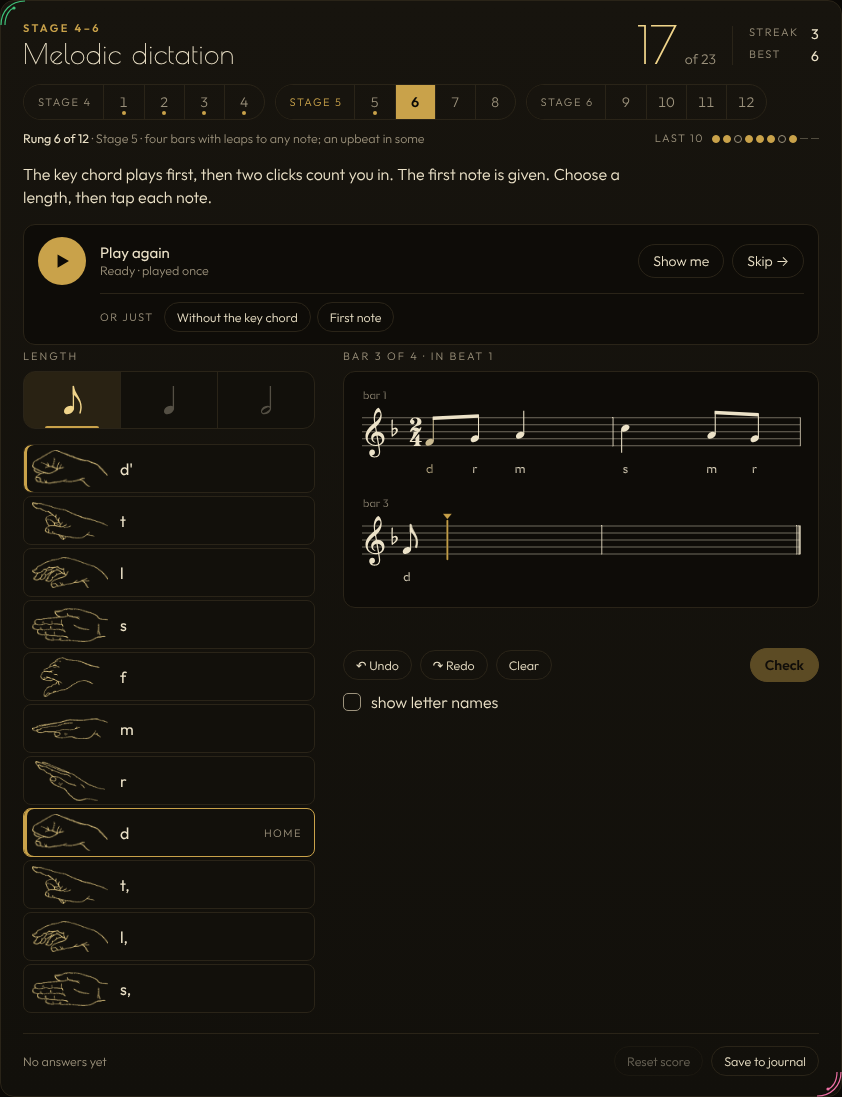 STAGE 4–6
Melodic dictation
17 of 23
STREAK 3
BEST 6
STAGE 4 1 2 3 4 STAGE 5 5 6 7 8 STAGE 6 9 10 11 12
Rung 6 of 12 · Stage 5 · four bars with leaps to any note; an upbeat in some
LAST 10
The key chord plays first, then two clicks count you in. The first note is given. Choose a
length, then tap each note.
Play again
Ready · played once
Show me
Skip →
OR JUST
Without the key chord
First note
LENGTH
BAR 3 OF 4 · IN BEAT 1
bar 1
2
4
d r m s m r
bar 3
d
d'
t
l
s
f
m
r
d HOME
t,
l,
s,
↶ Undo
↷ Redo
Clear
Check
show letter names
No answers yet
Reset score
Save to journal